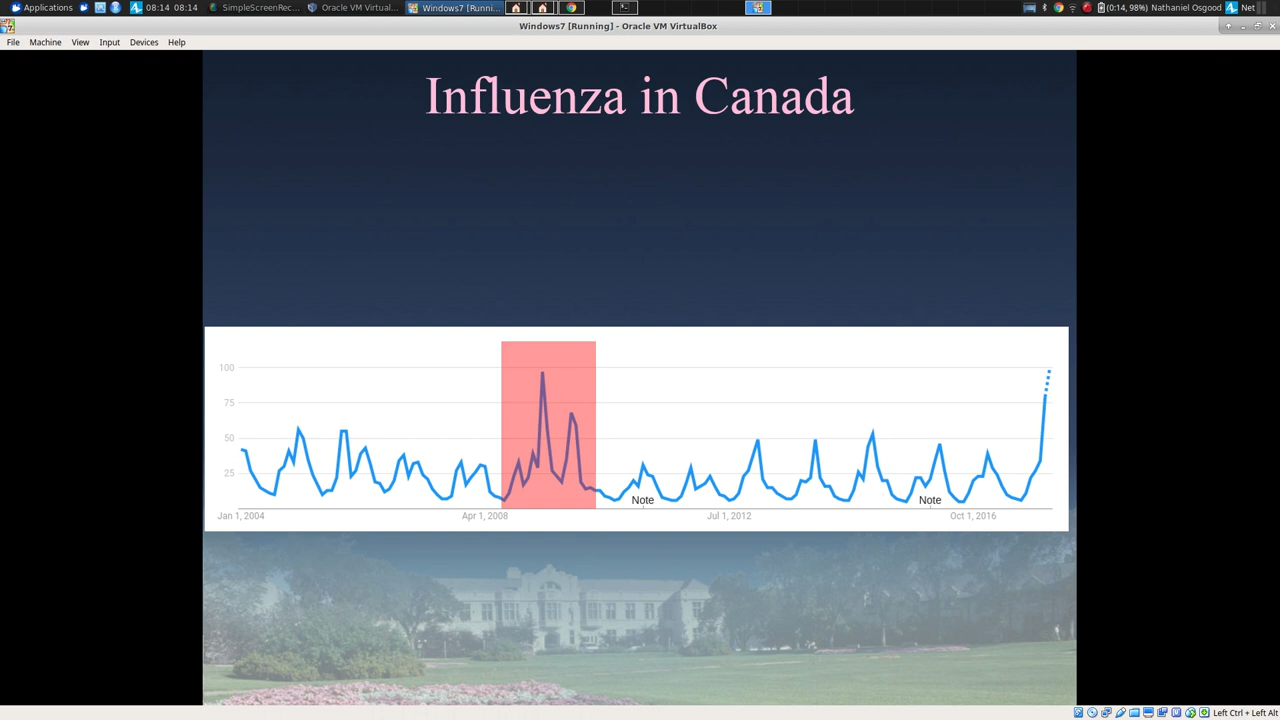 Applications 08:14 08:14 SimpleScreenRec... Oracle VM Virtual... Windows7 [Runni... (0:14, 98%) Nathaniel Osgood Net
Windows7 [Running] - Oracle VM VirtualBox
File Machine View Input Devices Help
Influenza in Canada
100
75
50
25
Note Note
Jan 1, 2004 Apr 1, 2008 Jul 1, 2012 Oct 1, 2016
Left Ctrl + Left Alt